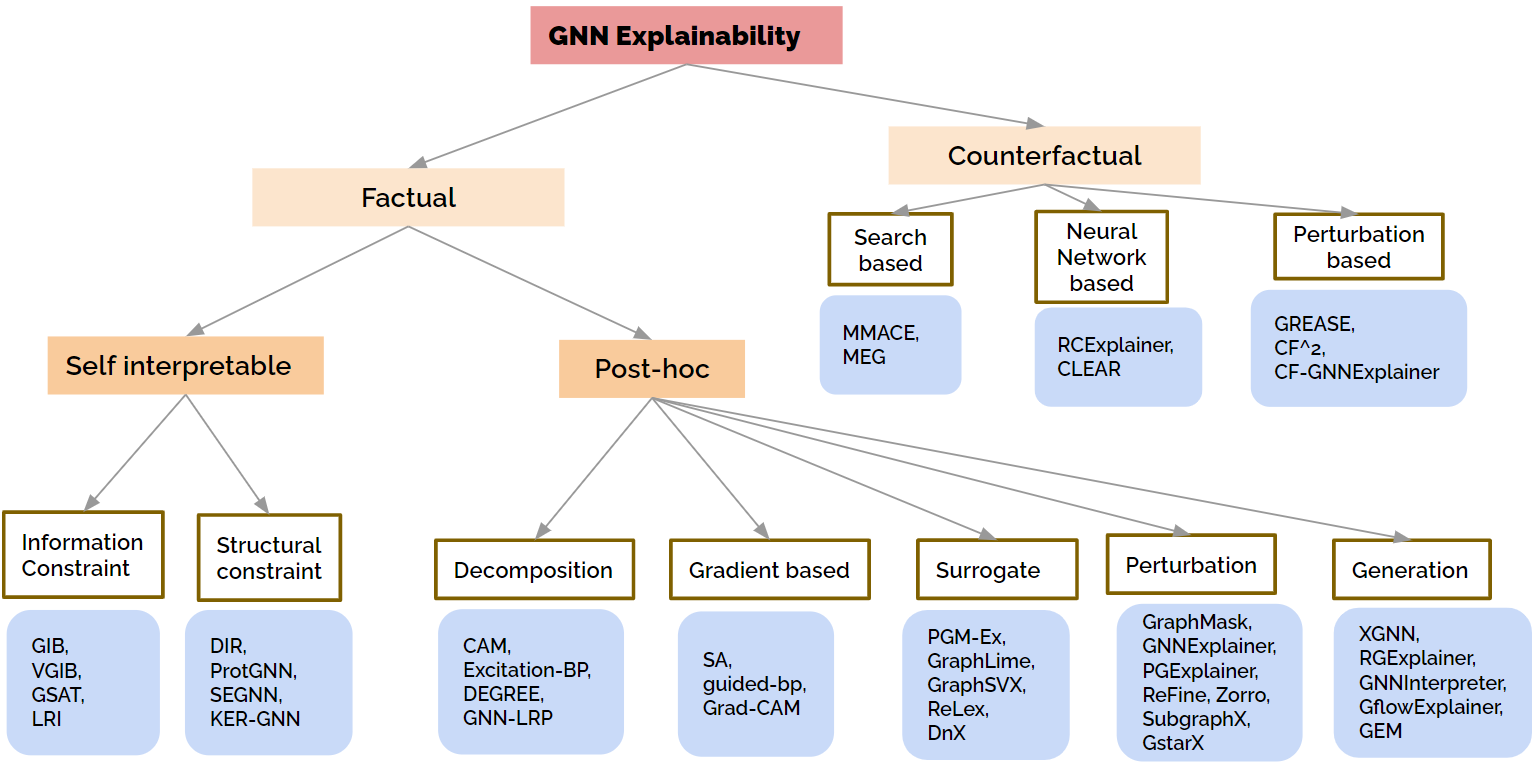 GNN Explainability
Counterfactual
Factual
Search
based
Neural
Network
based
Perturbation
based
MMACE,
MEG
RCExplainer,
CLEAR
GREASE,
CF^2,
CF-GNNExplainer
Self interpretable
Post-hoc
Information
Constraint
Structural
constraint
Decomposition
Gradient based
Surrogate
Perturbation
Generation
GIB,
VGIB,
GSAT,
LRI
DIR,
ProtGNN,
SEGNN,
KER-GNN
CAM,
Excitation-BP,
DEGREE,
GNN-LRP
SA,
guided-bp,
Grad-CAM
PGM-Ex,
GraphLime,
GraphSVX,
ReLex,
DnX
GraphMask,
GNNExplainer,
PGExplainer,
ReFine, Zorro,
SubgraphX,
GstarX
XGNN,
RGExplainer,
GNNInterpreter,
GflowExplainer,
GEM